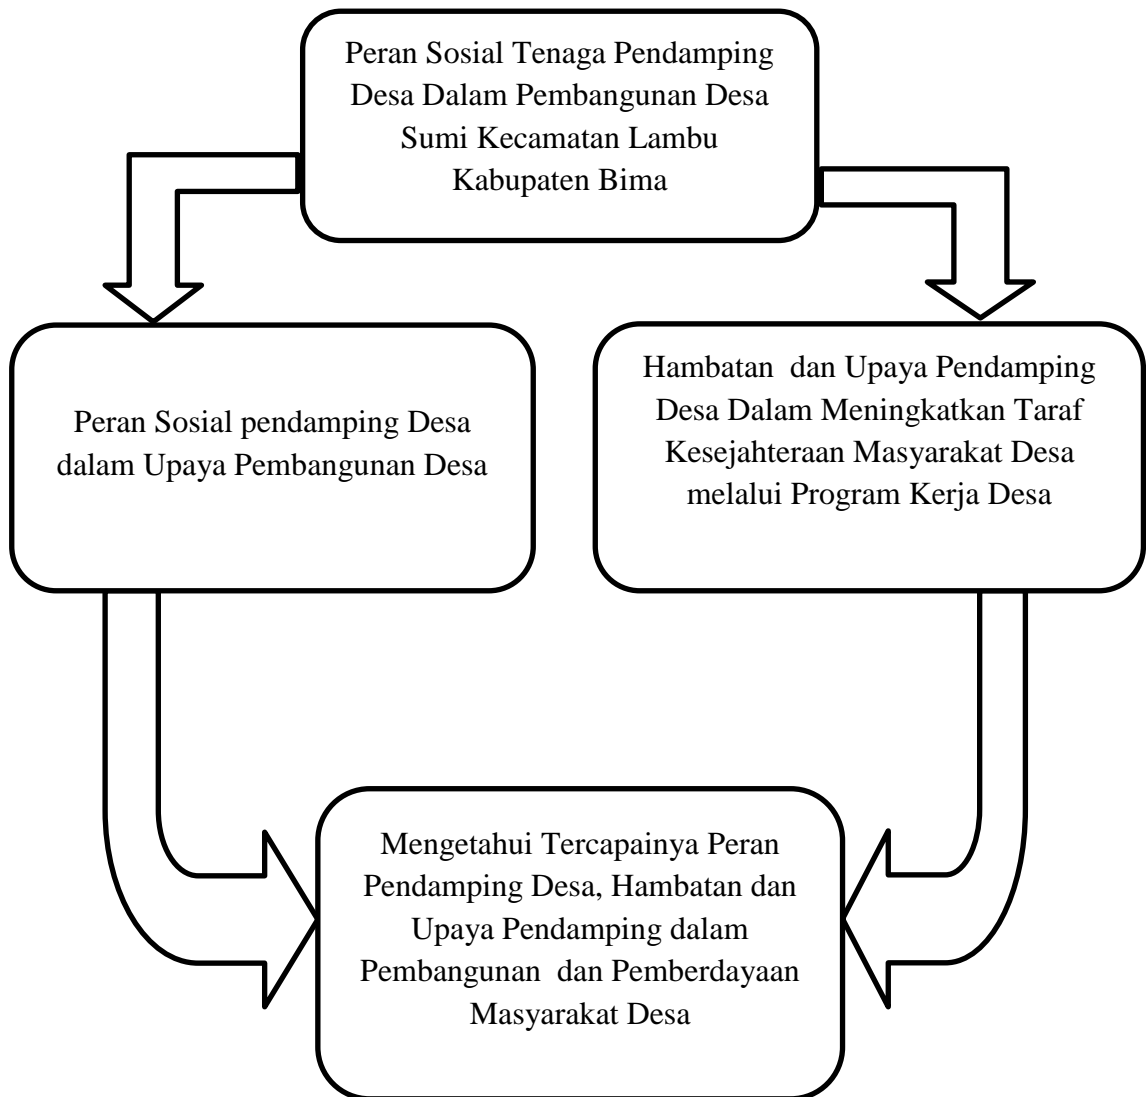 Peran Sosial Tenaga Pendamping
Desa Dalam Pembangunan Desa
Sumi Kecamatan Lambu
Kabupaten Bima
Peran Sosial pendamping Desa
dalam Upaya Pembangunan Desa
Hambatan dan Upaya Pendamping
Desa Dalam Meningkatkan Taraf
Kesejahteraan Masyarakat Desa
melalui Program Kerja Desa
Mengetahui Tercapainya Peran
Pendamping Desa, Hambatan dan
Upaya Pendamping dalam
Pembangunan dan Pemberdayaan
Masyarakat Desa